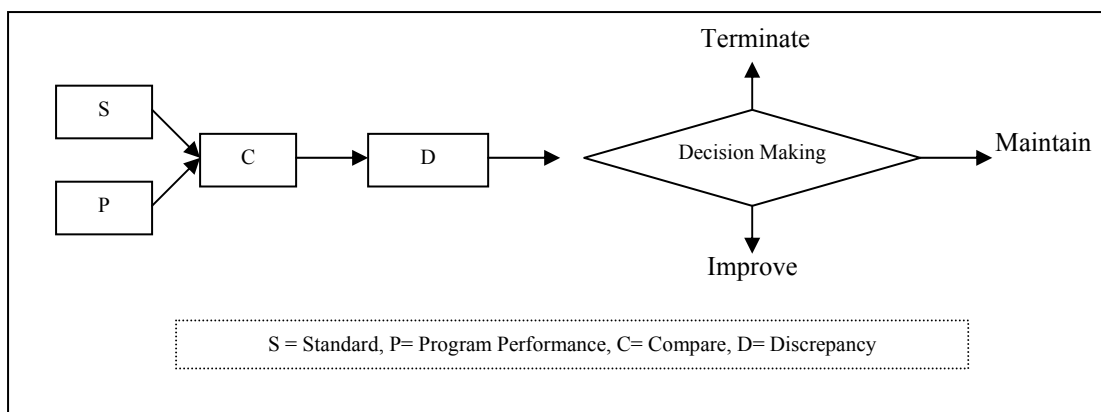 Terminate
S
C
D
Decision Making
Maintain
P
Improve
S = Standard, P= Program Performance, C= Compare, D= Discrepancy